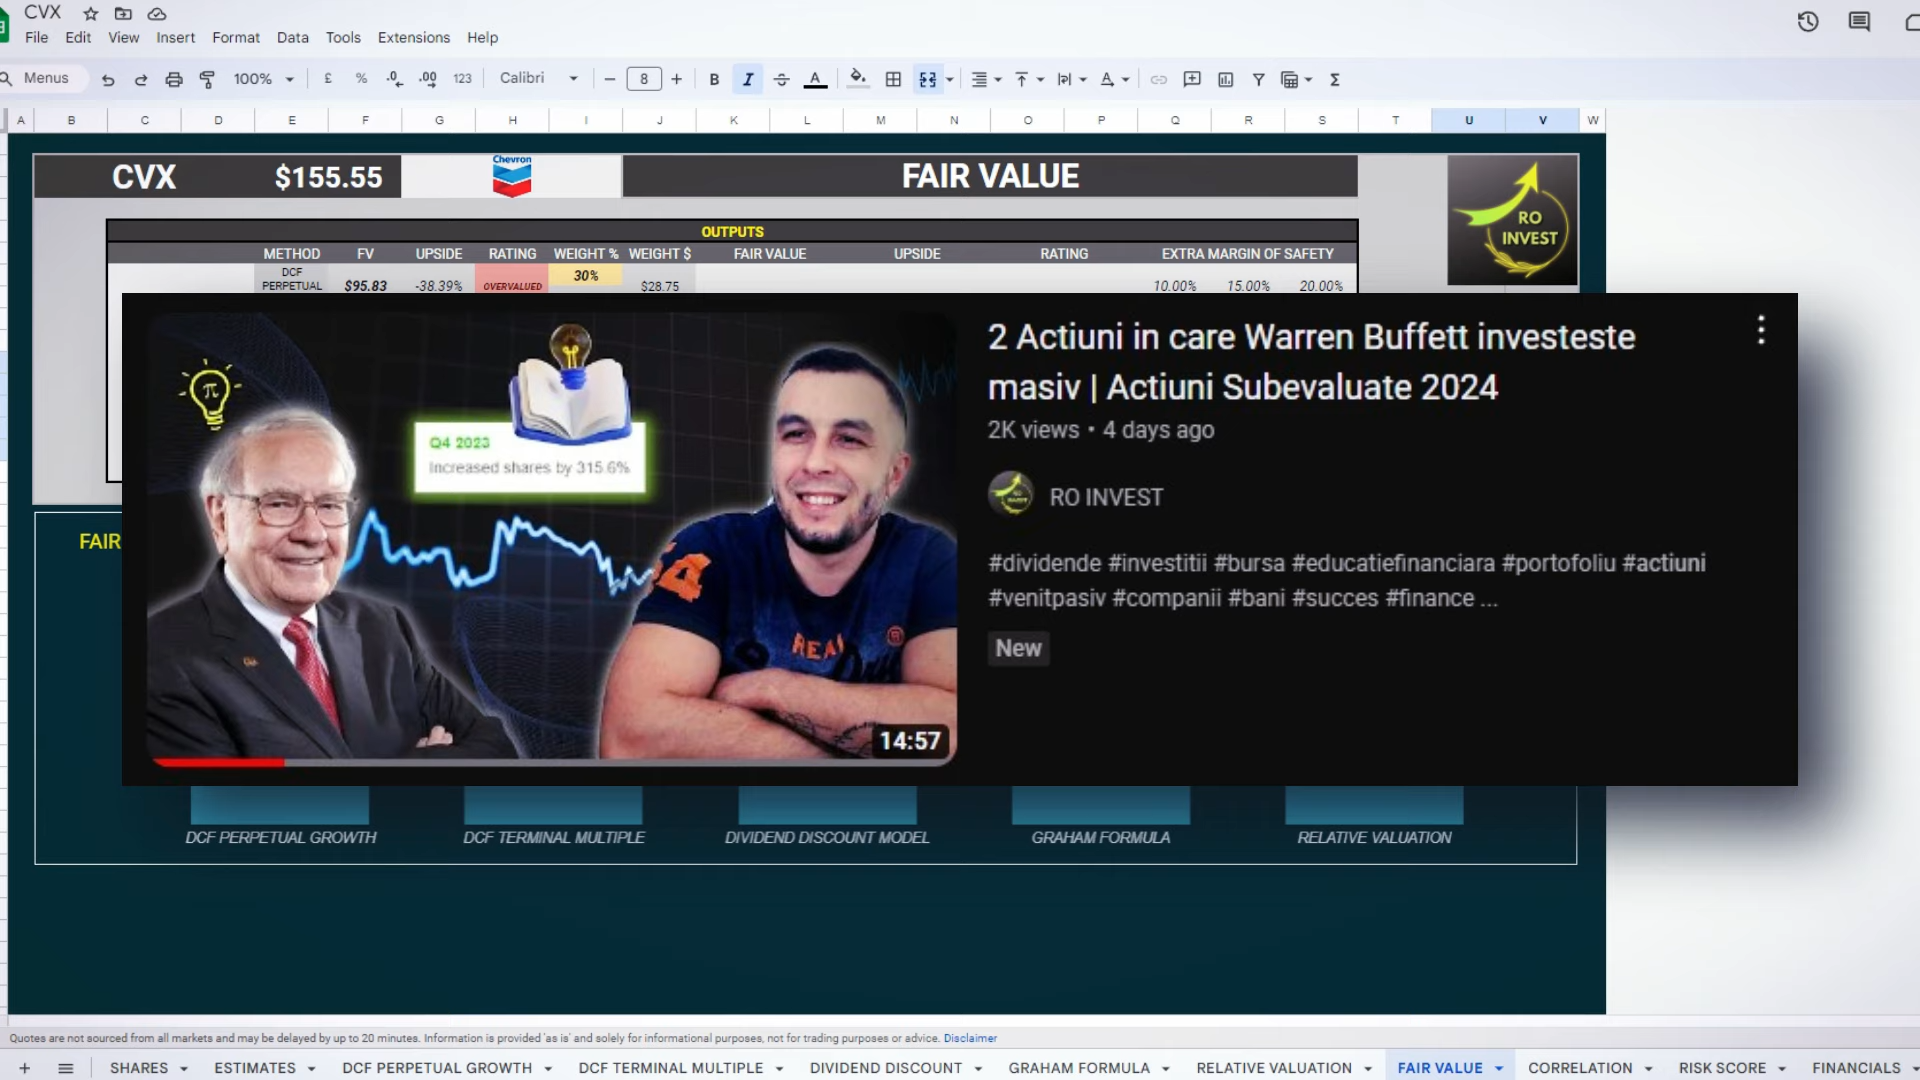 CVX
File Edit View Insert Format Data Tools Extensions Help
Menus 100% £ % .0 .00 123 Calibri 8 B I A Σ
A B C D E F G H I J K L M N O P Q R S T U V W
CVX $155.55 Chevron FAIR VALUE
RO
INVEST
OUTPUTS
METHOD FV UPSIDE RATING WEIGHT % WEIGHT $ FAIR VALUE UPSIDE RATING EXTRA MARGIN OF SAFETY
DCF
PERPETUAL $95.83 -38.39% OVERVALUED 30% $28.75 10.00% 15.00% 20.00%
FAIR
π
Q4 2023
Increased shares by 315.6%
REAL
14:57
2 Actiuni in care Warren Buffett investeste
masiv | Actiuni Subevaluate 2024
2K views • 4 days ago
RO INVEST
#dividende #investitii #bursa #educatiefinanciara #portofoliu #actiuni
#venitpasiv #companii #bani #succes #finance ...
New
DCF PERPETUAL GROWTH DCF TERMINAL MULTIPLE DIVIDEND DISCOUNT MODEL GRAHAM FORMULA RELATIVE VALUATION
Quotes are not sourced from all markets and may be delayed by up to 20 minutes. Information is provided 'as is' and solely for informational purposes, not for trading purposes or advice. Disclaimer
SHARES ESTIMATES DCF PERPETUAL GROWTH DCF TERMINAL MULTIPLE DIVIDEND DISCOUNT GRAHAM FORMULA RELATIVE VALUATION FAIR VALUE CORRELATION RISK SCORE FINANCIALS